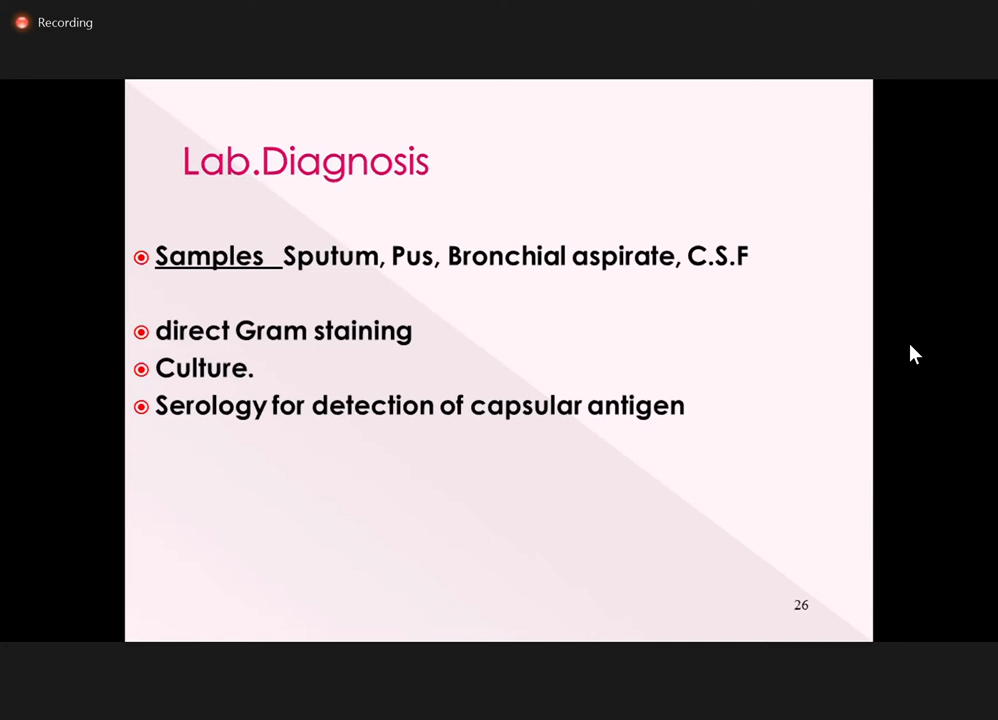 Recording
Lab.Diagnosis
Samples Sputum, Pus, Bronchial aspirate, C.S.F
direct Gram staining
Culture.
Serology for detection of capsular antigen
26